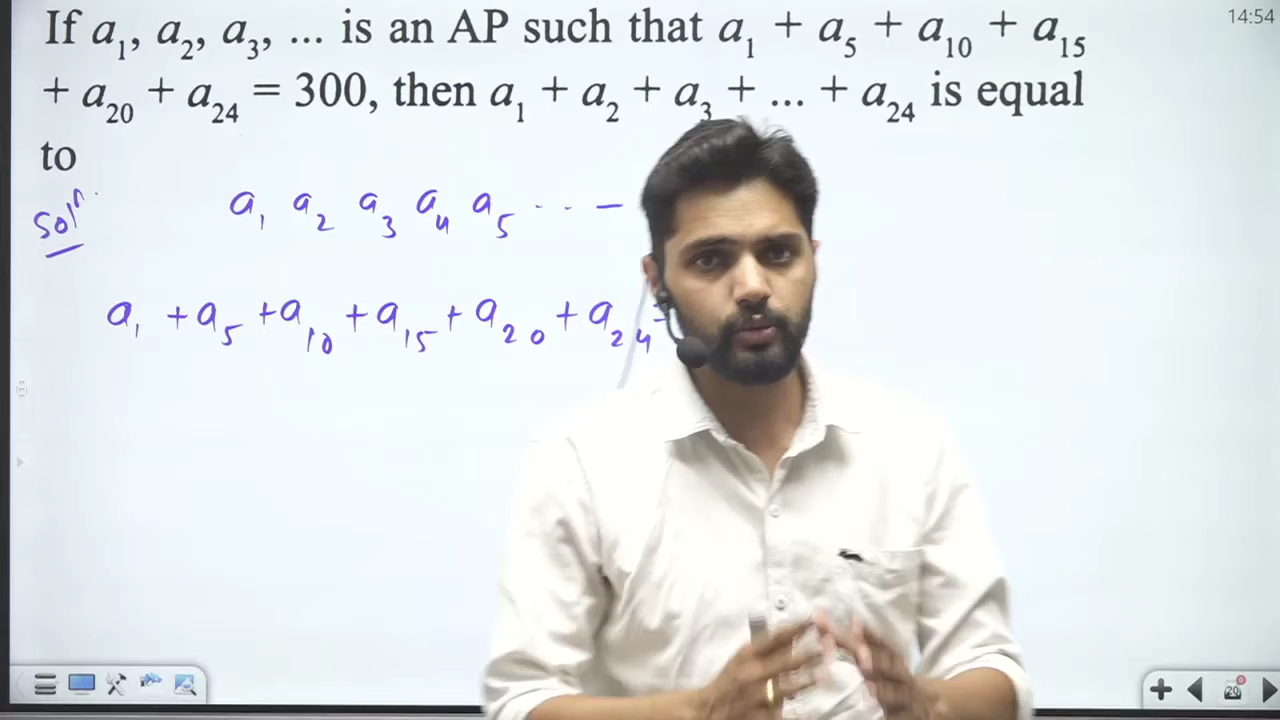 14:54
If a₁, a₂, a₃, ... is an AP such that a₁ + a₅ + a₁₀ + a₁₅
+ a₂₀ + a₂₄ = 300, then a₁ + a₂ + a₃ + ... + a₂₄ is equal
to
Solⁿ.
a₁ a₂ a₃ a₄ a₅ . . –
a₁ + a₅ + a₁₀ + a₁₅ + a₂₀ + a₂₄
20